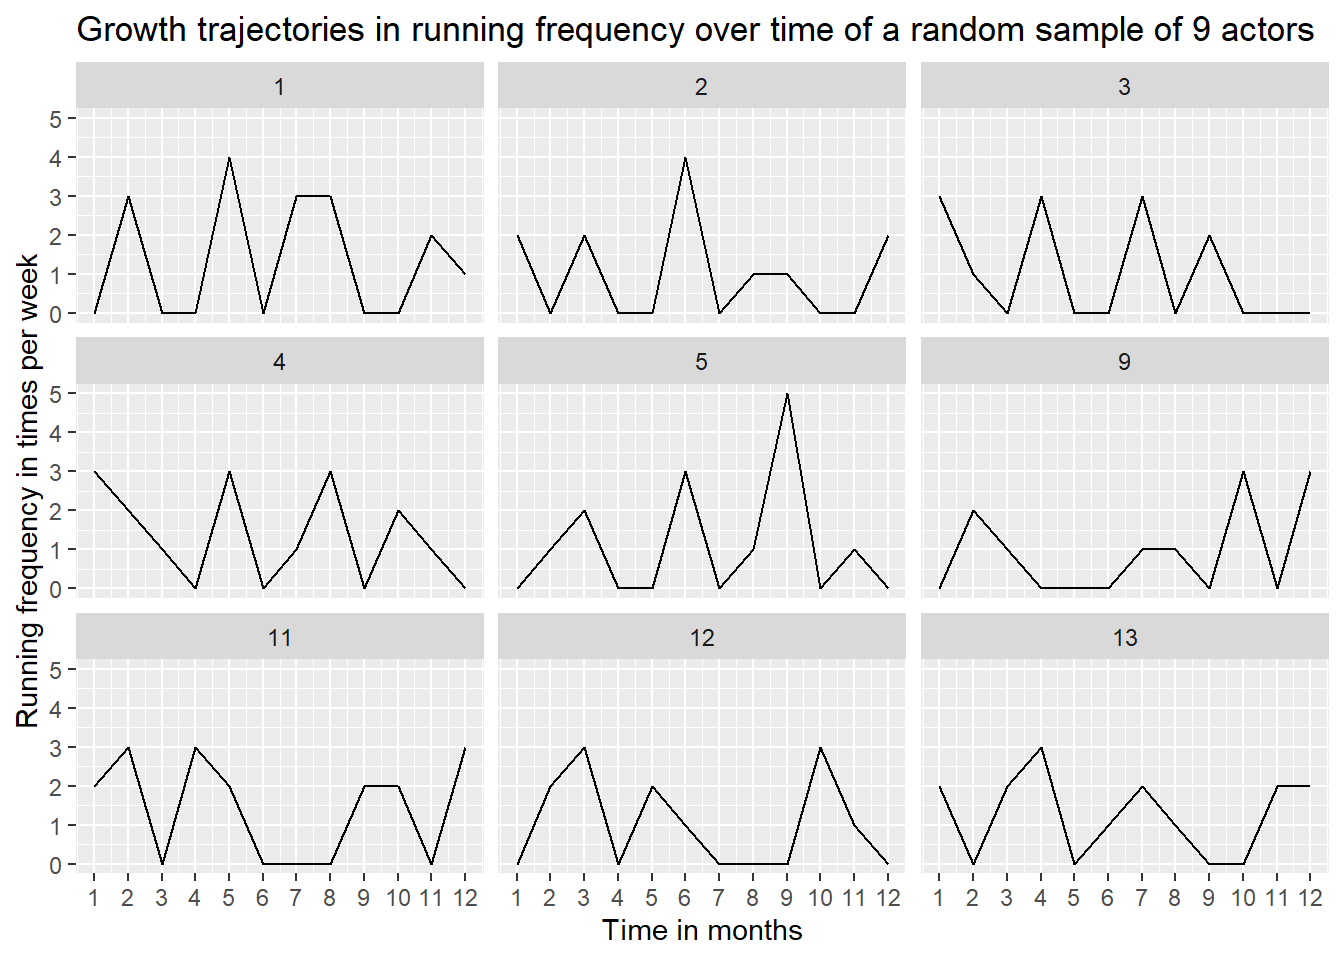 Growth trajectories in running frequency over time of a random sample of 9 actors
1 2 3
5
4
3
2
1
0
4 5 9
5
4
3
2
1
0
11 12 13
5
4
3
2
1
0
1 2 3 4 5 6 7 8 9 10 11 12 1 2 3 4 5 6 7 8 9 10 11 12 1 2 3 4 5 6 7 8 9 10 11 12
Time in months
Running frequency in times per week